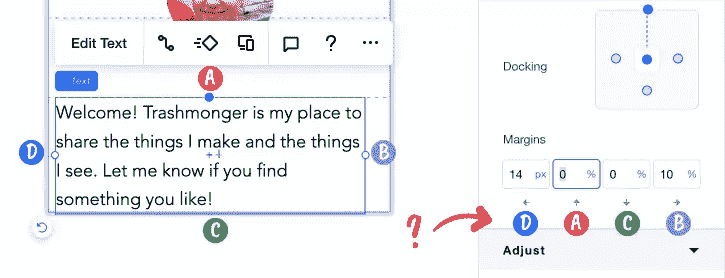 Edit Text
?
...
Text
A
Welcome! Trashmonger is my place to
share the things I make and the things
I see. Let me know if you find
something you like!
D
B
C
Docking
Margins
14 px 0 % 0 % 10 %
D A C B
?
Adjust